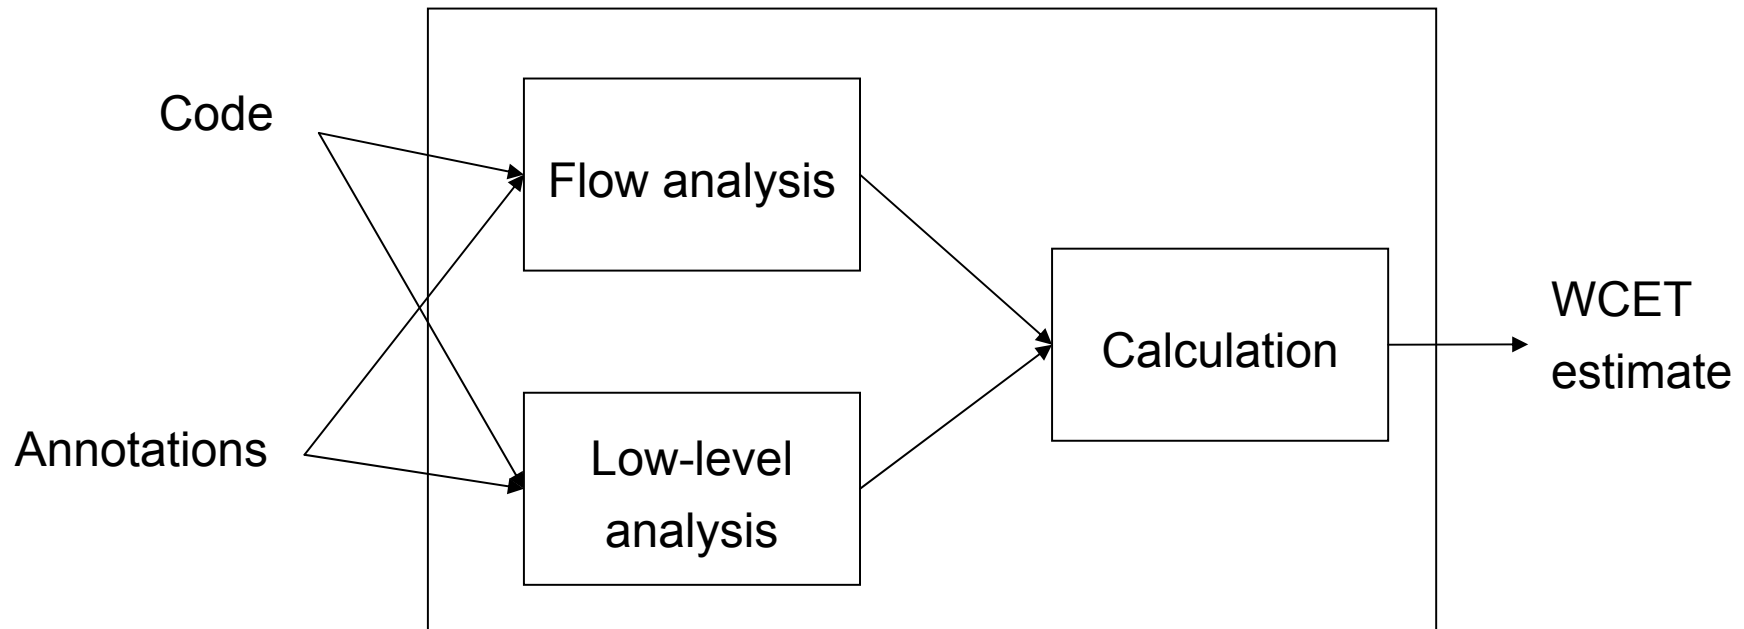 Code
Flow analysis
Calculation
WCET
estimate
Annotations
Low-level
analysis